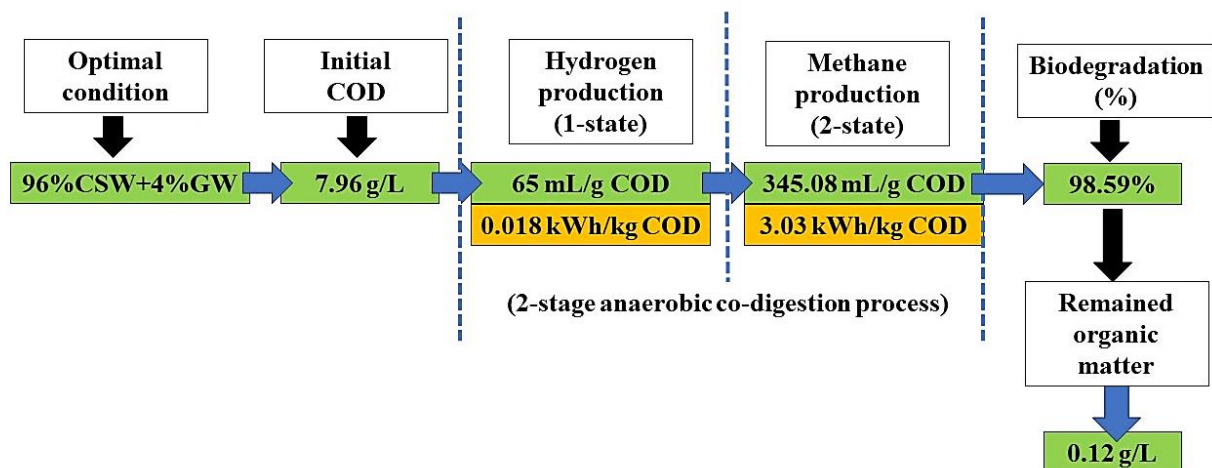 Optimal
condition
Initial
COD
Hydrogen
production
(1-state)
Methane
production
(2-state)
Biodegradation
(%)
96%CSW+4%GW
7.96 g/L
65 mL/g COD
345.08 mL/g COD
98.59%
0.018 kWh/kg COD
3.03 kWh/kg COD
(2-stage anaerobic co-digestion process)
Remained
organic
matter
0.12 g/L